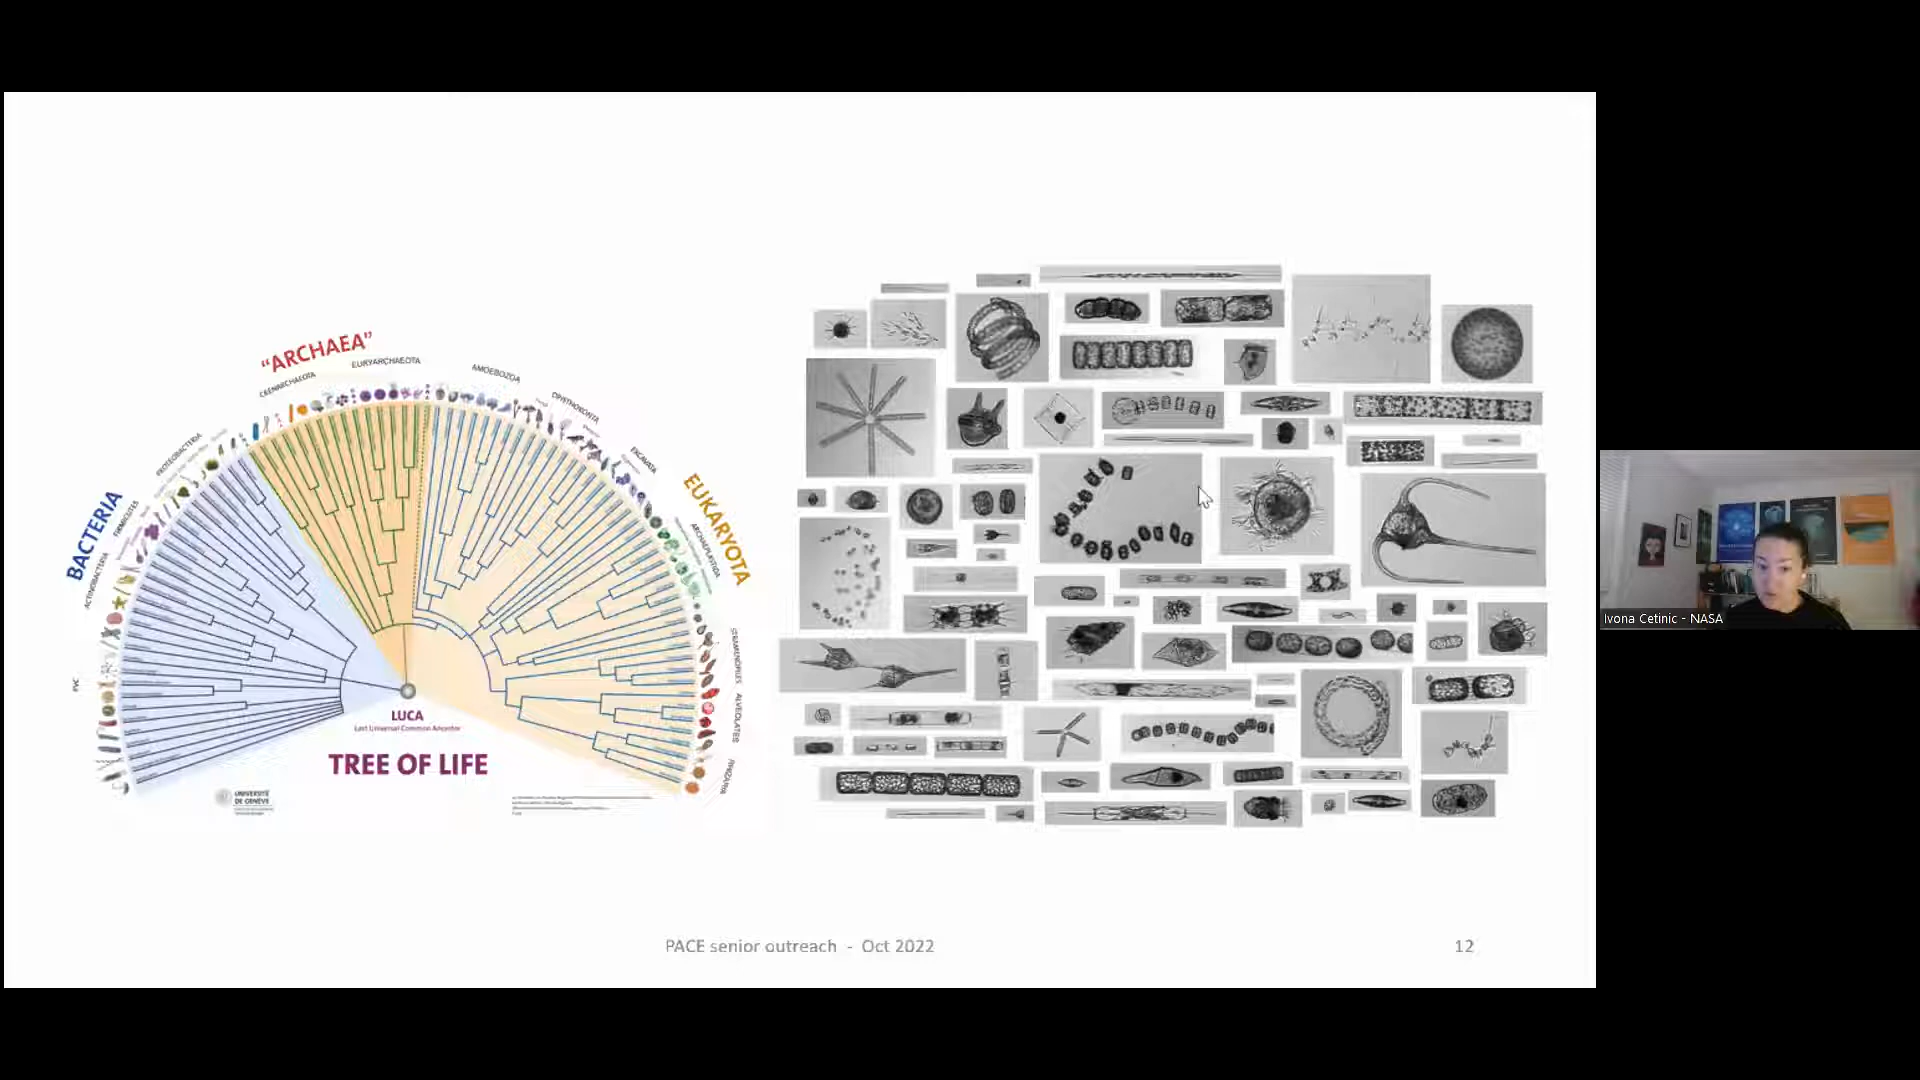 "ARCHAEA"
CRENARCHAEOTA
EURYARCHAEOTA
AMOEBOZOA
OPISTHOKONTA
EXCAVATA
ARCHAEPLASTIDA
STRAMENOPILES
ALVEOLATES
RHIZARIA
EUKARYOTA
BACTERIA
PROTEOBACTERIA
FIRMICUTES
ACTINOBACTERIA
PVC
LUCA
Last Universal Common Ancestor
TREE OF LIFE
UNIVERSITÉ
DE GENÈVE
PACE senior outreach - Oct 2022
12
Ivona Cetinic - NASA